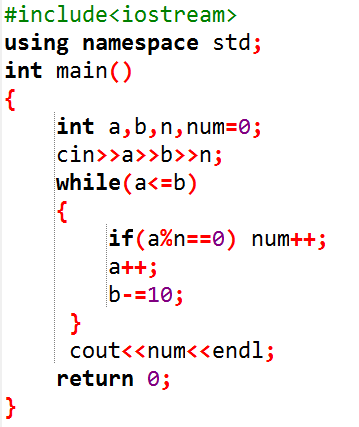 #include<iostream>
using namespace std;
int main()
{
int a,b,n,num=0;
cin>>a>>b>>n;
while(a<=b)
{
if(a%n==0) num++;
a++;
b-=10;
}
cout<<num<<endl;
return 0;
}